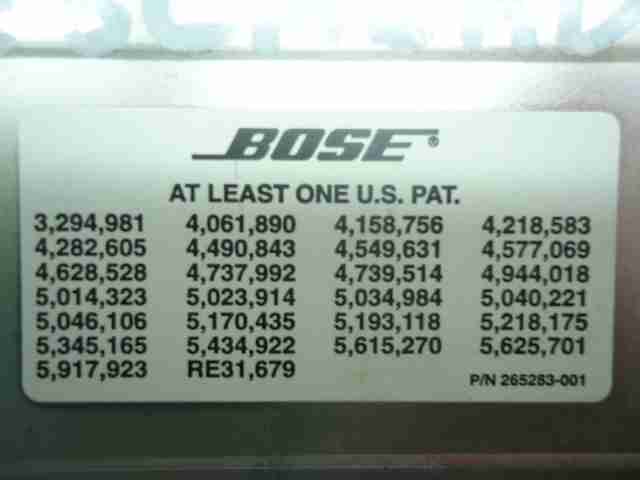 BOSE®
AT LEAST ONE U.S. PAT.
3,294,981 4,061,890 4,158,756 4,218,583
4,282,605 4,490,843 4,549,631 4,577,069
4,628,528 4,737,992 4,739,514 4,944,018
5,014,323 5,023,914 5,034,984 5,040,221
5,046,106 5,170,435 5,193,118 5,218,175
5,345,165 5,434,922 5,615,270 5,625,701
5,917,923 RE31,679
P/N 265283-001